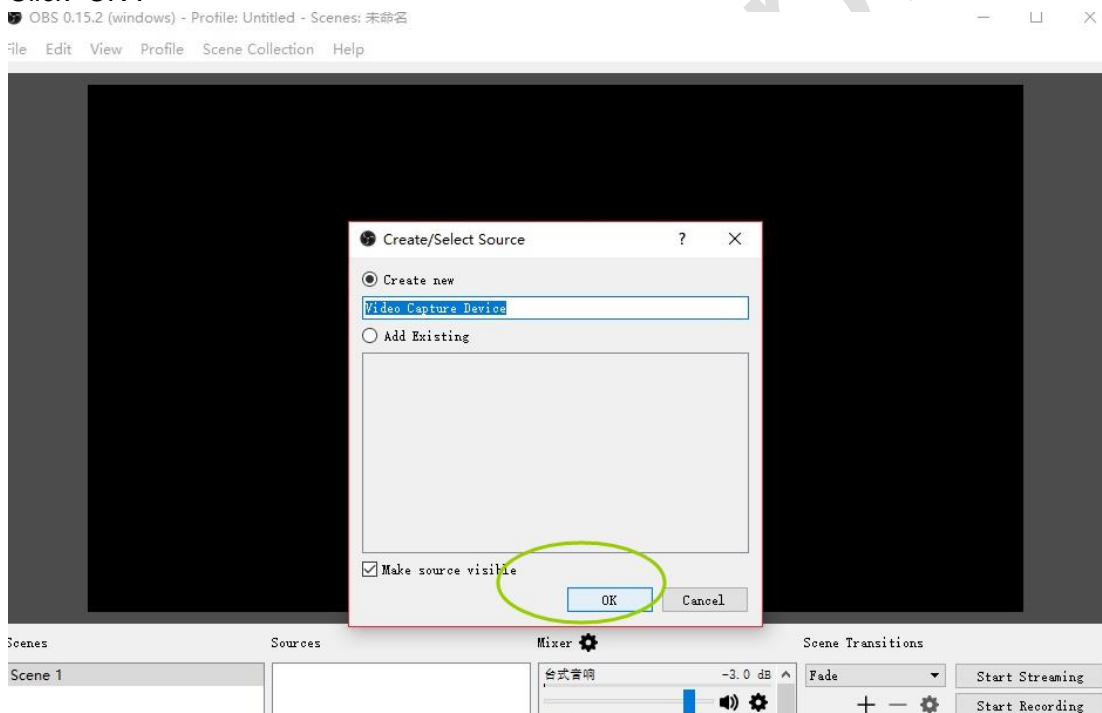 OBS 0.15.2 (windows) - Profile: Untitled - Scenes: 未命名
File Edit View Profile Scene Collection Help
Create/Select Source ? ×
Create new
Video Capture Device
Add Existing
Make source visible
OK Cancel
Scenes Sources Mixer Scene Transitions
Scene 1
台式音响 -3.0 dB
Fade
Start Streaming
Start Recording